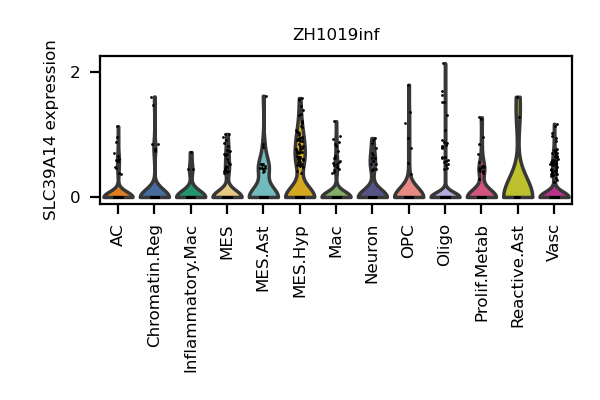 ZH1019inf
SLC39A14 expression
2
0
AC
Chromatin.Reg
Inflammatory.Mac
MES
MES.Ast
MES.Hyp
Mac
Neuron
OPC
Oligo
Prolif.Metab
Reactive.Ast
Vasc